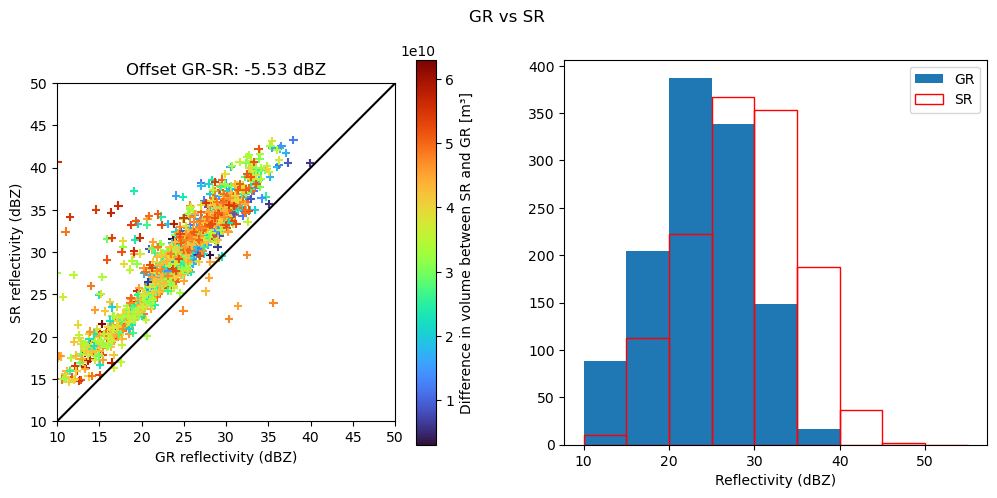 GR vs SR
Offset GR-SR: -5.53 dBZ
50
45
40
35
30
25
20
15
10
SR reflectivity (dBZ)
10 15 20 25 30 35 40 45 50
GR reflectivity (dBZ)
1e10
6
5
4
3
2
1
Difference in volume between SR and GR [m³]
400
350
300
250
200
150
100
50
0
GR
SR
10 20 30 40 50
Reflectivity (dBZ)